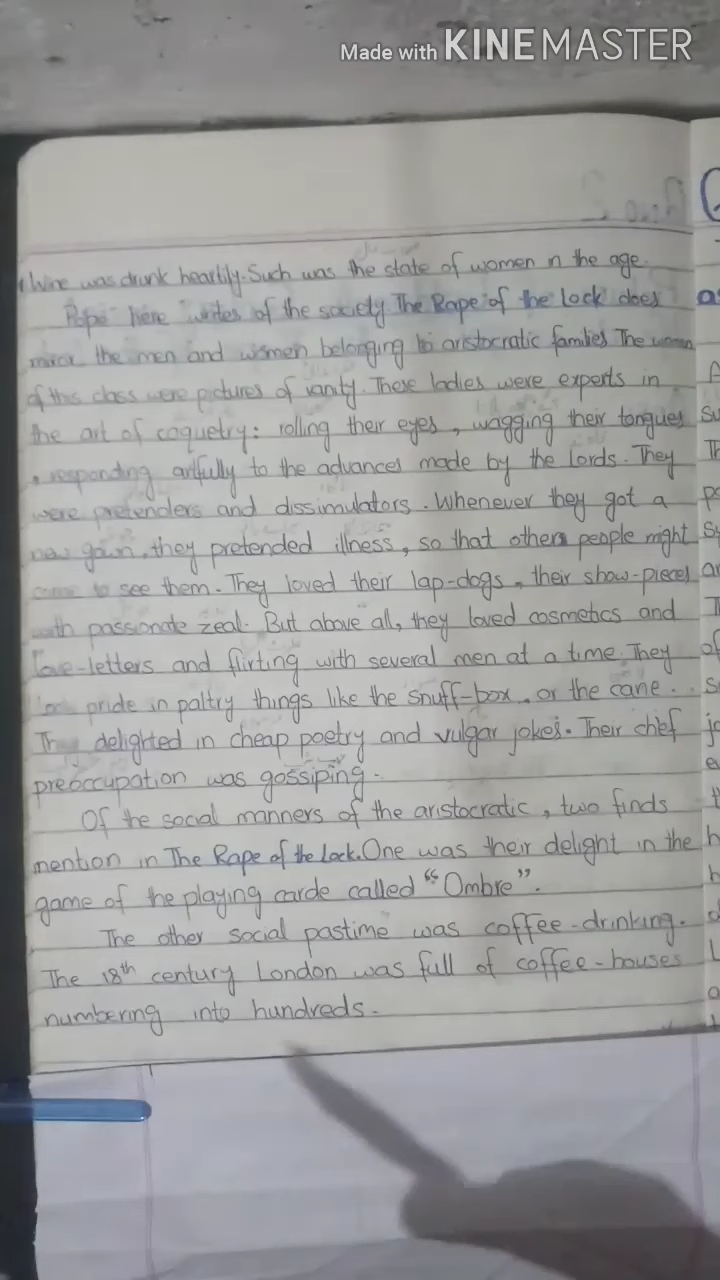 Made with KINEMASTER
Wine was drunk heartily. Such was the state of women in the age.
Pope here writes of the society The Rape of the lock does
the men and women belonging to aristocratic families The women
of this class were pictures of vanity. These ladies were experts in
the art of coquetry: rolling their eyes, wagging their tongues
, responding artfully to the advances made by the lords. They
were pretenders and dissimulators. Whenever they got a
new gown, they pretended illness, so that others people might
come to see them. They loved their lap-dogs, their show-pieces
with passionate zeal. But above all, they loved cosmetics and
love-letters and flirting with several men at a time. They
pride in paltry things like the snuff-box, or the cane..
They delighted in cheap poetry and vulgar jokes. Their chief
preoccupation was gossiping.
Of the social manners of the aristocratic, two finds
mention in The Rape of the Lock. One was their delight in the
game of the playing carde called "Ombre".
The other social pastime was coffee-drinking.
The 18th century London was full of coffee-houses
numbering into hundreds.